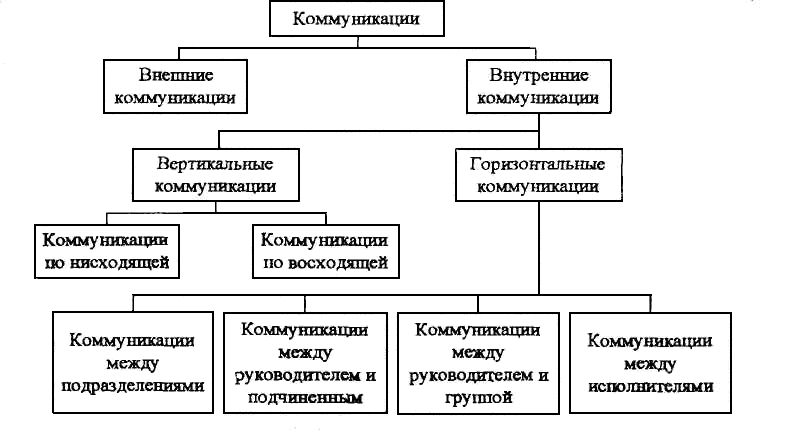 Коммуникации
Внешние
коммуникации
Внутренние
коммуникации
Вертикальные
коммуникации
Горизонтальные
коммуникации
Коммуникации
по нисходящей
Коммуникации
по восходящей
Коммуникации
между
подразделениями
Коммуникации
между
руководителем и
подчиненным
Коммуникации
между
руководителем и
группой
Коммуникации
между
исполнителями